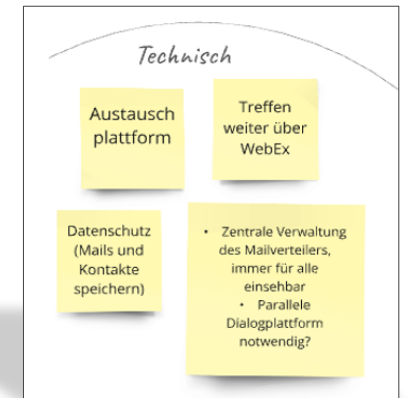 Technisch
Austausch
plattform
Treffen
weiter über
WebEx
Datenschutz
(Mails und
Kontakte
speichern)
• Zentrale Verwaltung
des Mailverteilers,
immer für alle
einsehbar
• Parallele
Dialogplattform
notwendig?